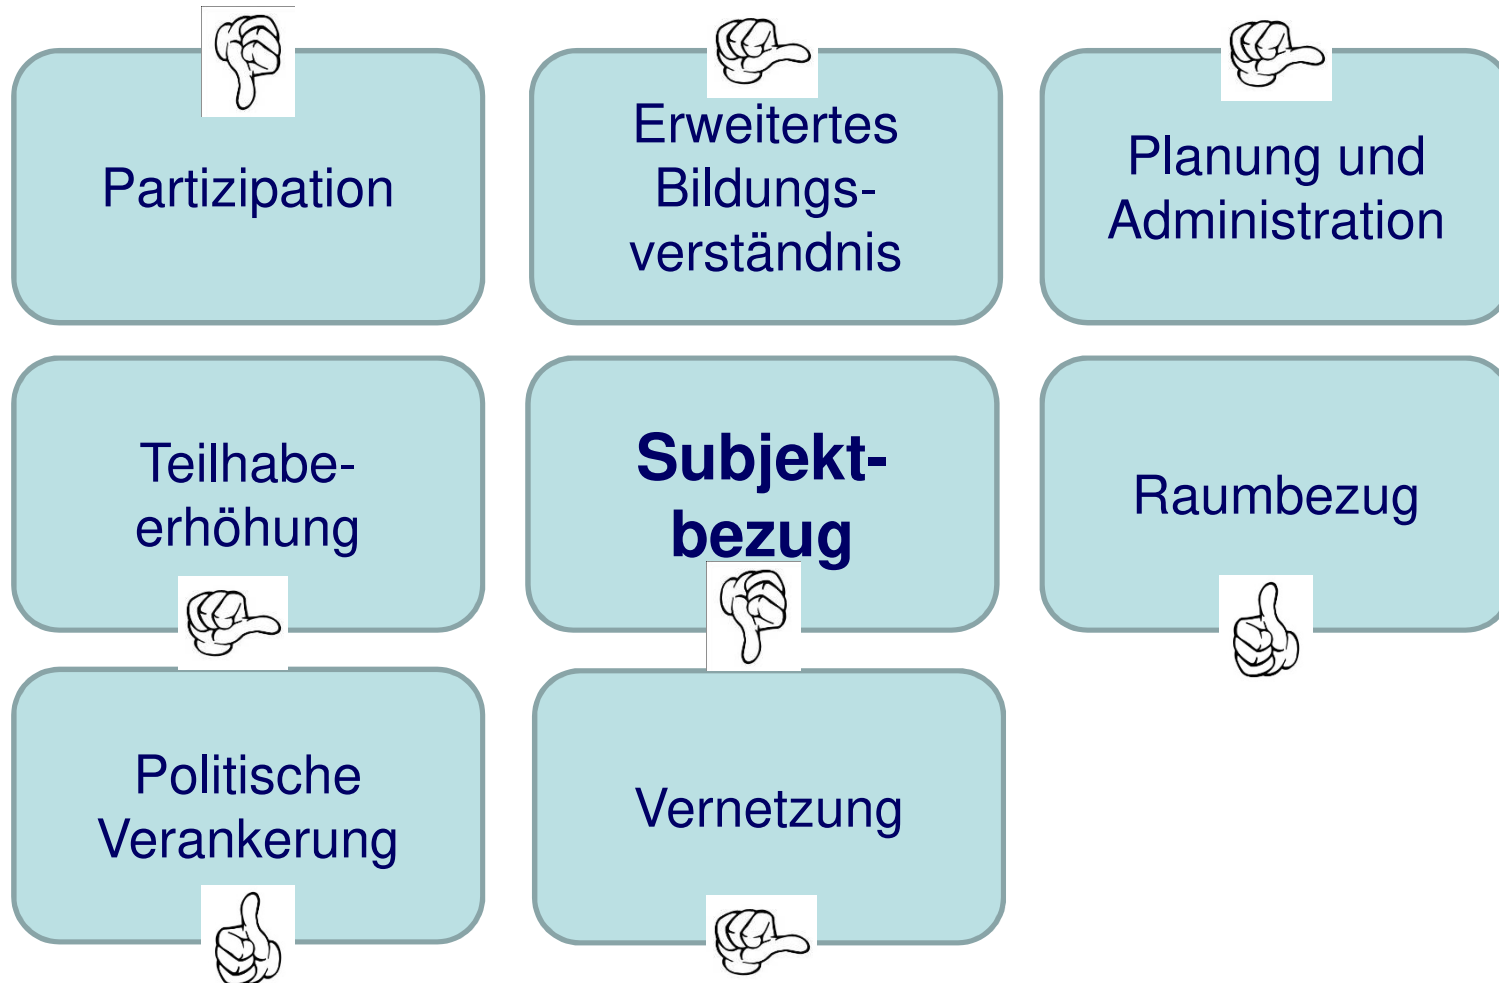 Partizipation
Erweitertes
Bildungs-
verständnis
Planung und
Administration
Teilhabe-
erhöhung
Subjekt-
bezug
Raumbezug
Politische
Verankerung
Vernetzung